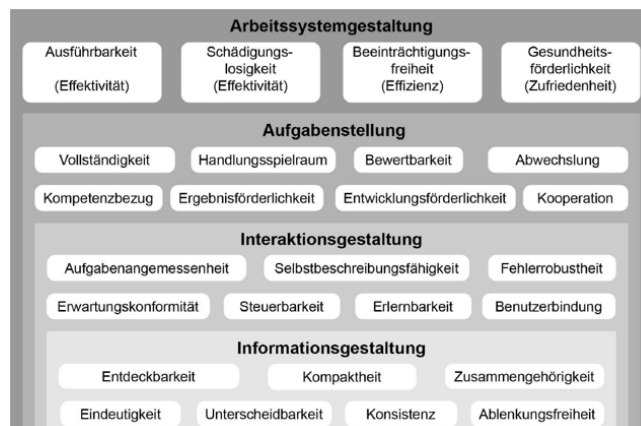 Arbeitssystemgestaltung
Ausführbarkeit
(Effektivität)
Schädigungs-
losigkeit
(Effektivität)
Beeinträchtigungs-
freiheit
(Effizienz)
Gesundheits-
förderlichkeit
(Zufriedenheit)
Aufgabenstellung
Vollständigkeit Handlungsspielraum Bewertbarkeit Abwechslung
Kompetenzbezug Ergebnisförderlichkeit Entwicklungsförderlichkeit Kooperation
Interaktionsgestaltung
Aufgabenangemessenheit Selbstbeschreibungsfähigkeit Fehlerrobustheit
Erwartungskonformität Steuerbarkeit Erlernbarkeit Benutzerbindung
Informationsgestaltung
Entdeckbarkeit Kompaktheit Zusammengehörigkeit
Eindeutigkeit Unterscheidbarkeit Konsistenz Ablenkungsfreiheit